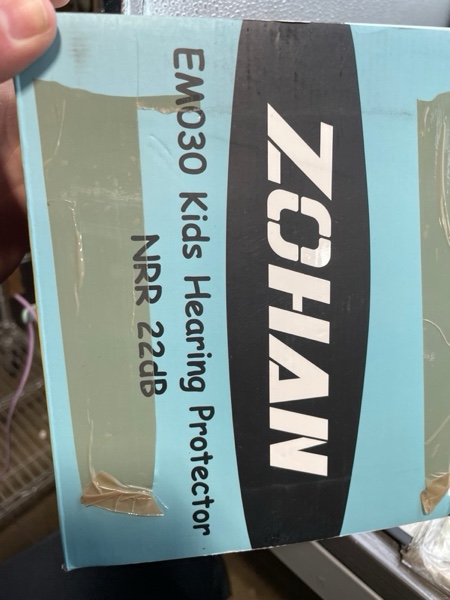 ZOHAN
EM030 Kids Hearing Protector
NRR 22dB